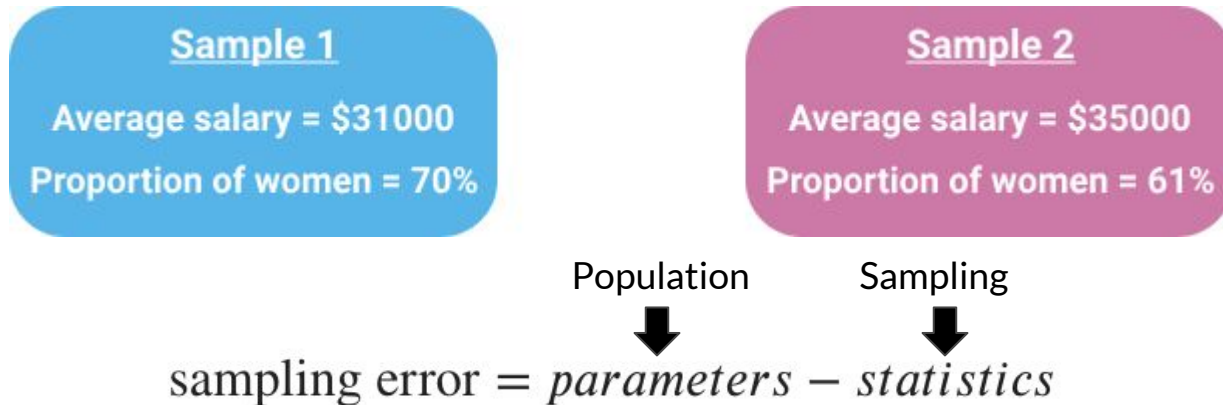 Sample 1
Average salary = $31000
Proportion of women = 70%
Sample 2
Average salary = $35000
Proportion of women = 61%
Population Sampling
sampling error = parameters − statistics